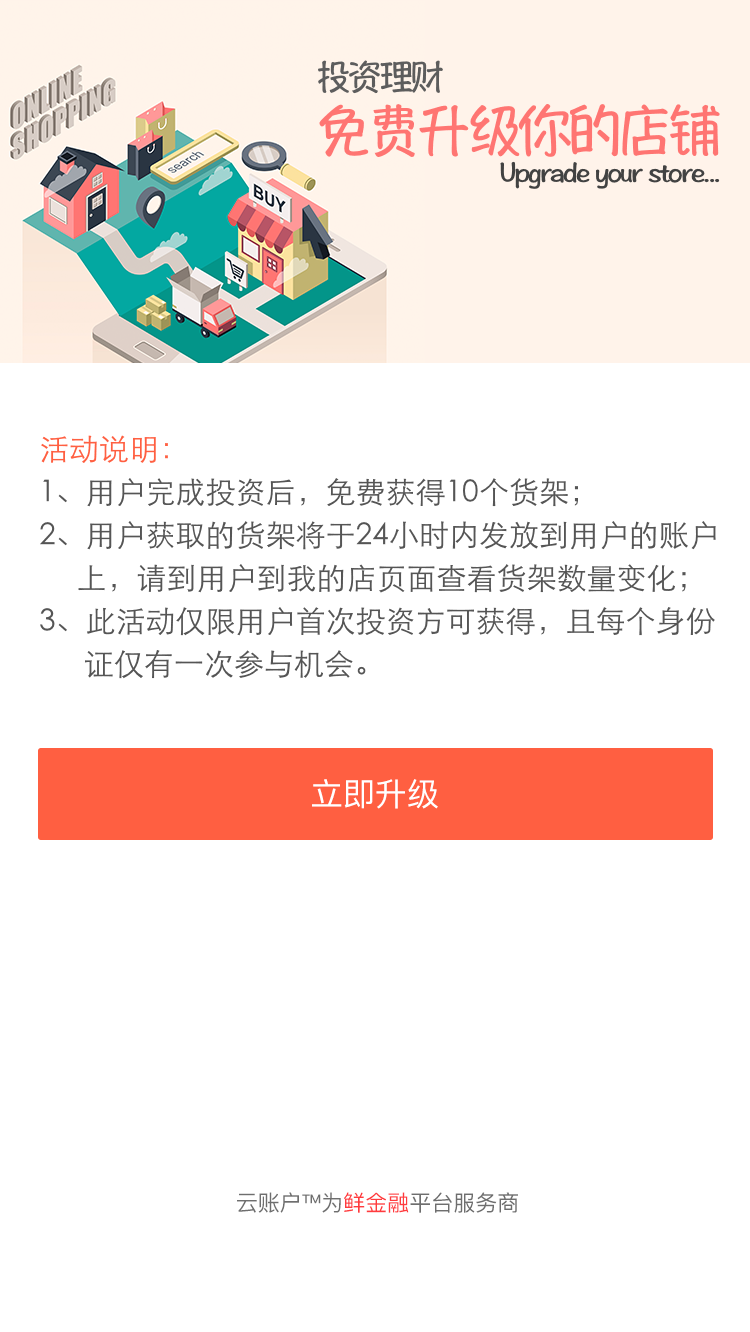 ONLINE
SHOPPING
search
BUY
投资理财
免费升级你的店铺
Upgrade your store...
活动说明：
1、用户完成投资后，免费获得10个货架；
2、用户获取的货架将于24小时内发放到用户的账户
上，请到用户到我的店页面查看货架数量变化；
3、此活动仅限用户首次投资方可获得，且每个身份
证仅有一次参与机会。
立即升级
云账户™为鲜金融平台服务商